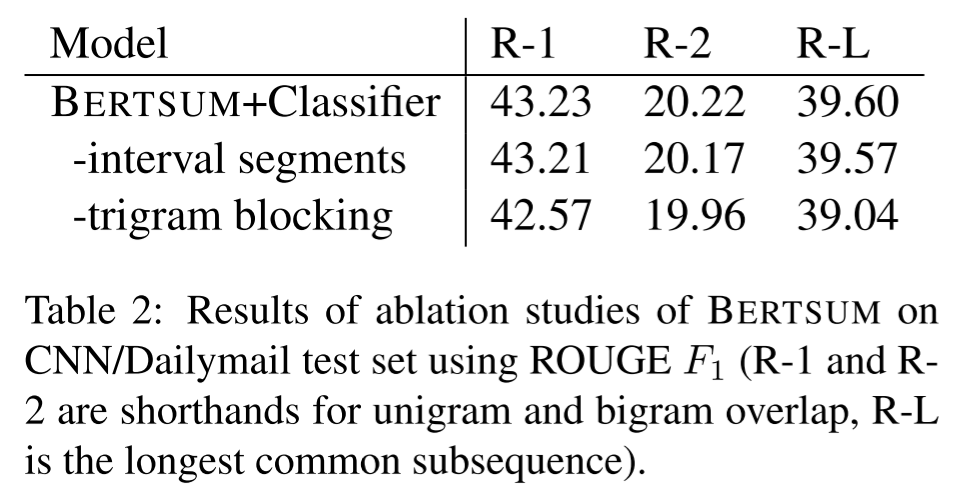 Model R-1 R-2 R-L
BERTSUM+Classifier 43.23 20.22 39.60
-interval segments 43.21 20.17 39.57
-trigram blocking 42.57 19.96 39.04
Table 2: Results of ablation studies of BERTSUM on
CNN/Dailymail test set using ROUGE F1 (R-1 and R-
2 are shorthands for unigram and bigram overlap, R-L
is the longest common subsequence).